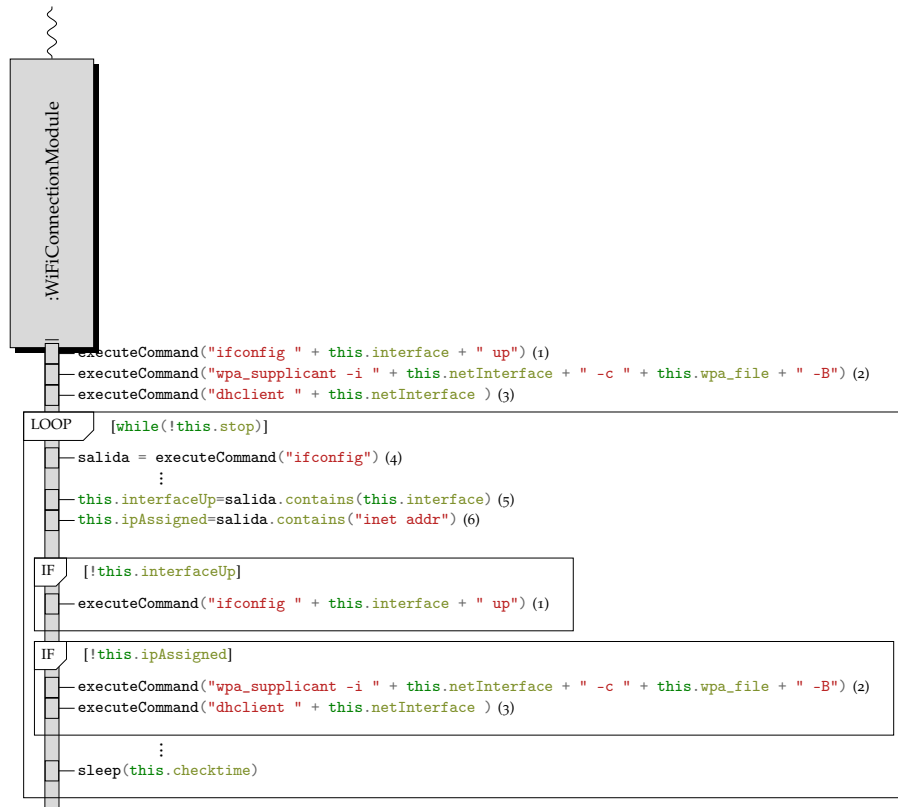 :WiFiConnectionModule
executeCommand("ifconfig " + this.interface + " up") (1)
executeCommand("wpa_supplicant -i " + this.netInterface + " -c " + this.wpa_file + " -B") (2)
executeCommand("dhclient " + this.netInterface ) (3)
LOOP [while(!this.stop)]
salida = executeCommand("ifconfig") (4)
⋮
this.interfaceUp=salida.contains(this.interface) (5)
this.ipAssigned=salida.contains("inet addr") (6)
IF [!this.interfaceUp]
executeCommand("ifconfig " + this.interface + " up") (1)
IF [!this.ipAssigned]
executeCommand("wpa_supplicant -i " + this.netInterface + " -c " + this.wpa_file + " -B") (2)
executeCommand("dhclient " + this.netInterface ) (3)
⋮
sleep(this.checktime)